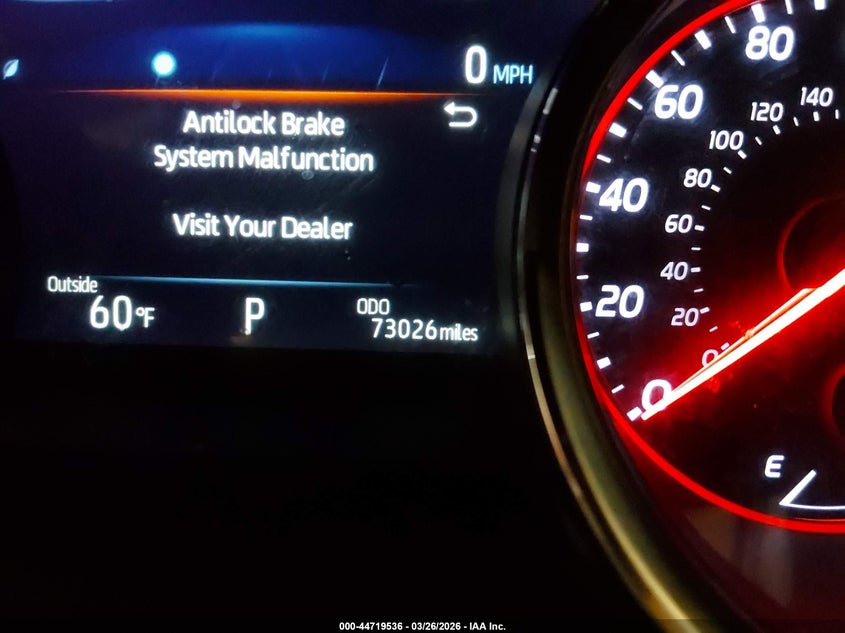 0 MPH
Antilock Brake
System Malfunction
Visit Your Dealer
Outside
60°F
P
ODO
73026 miles
80
60
40
20
0
140
120
100
80
60
40
20
0
E
000-44719536 - 03/26/2026 - IAA Inc.